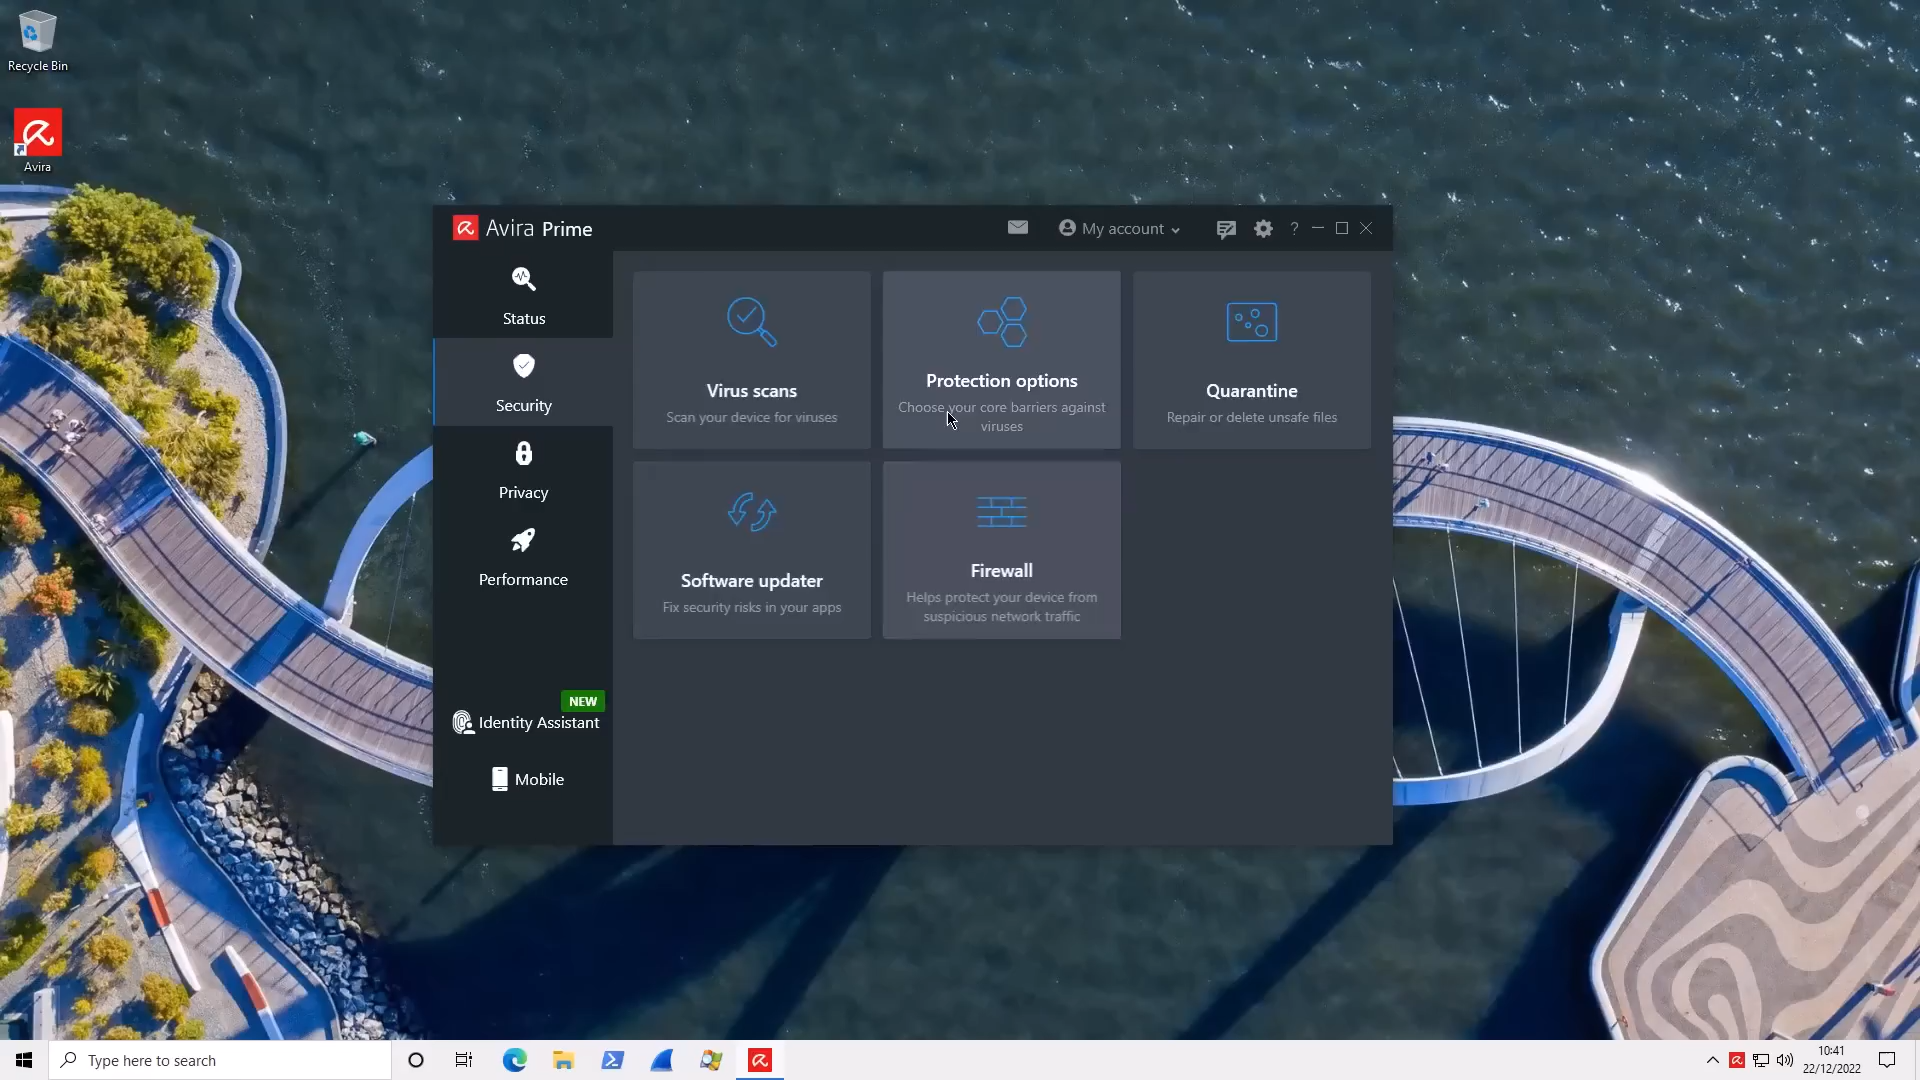 Recycle Bin
Avira
Avira Prime
My account
?
Status
Security
Privacy
Performance
NEW
Identity Assistant
Mobile
Virus scans
Scan your device for viruses
Protection options
Choose your core barriers against
viruses
Quarantine
Repair or delete unsafe files
Software updater
Fix security risks in your apps
Firewall
Helps protect your device from
suspicious network traffic
Type here to search
10:41
22/12/2022